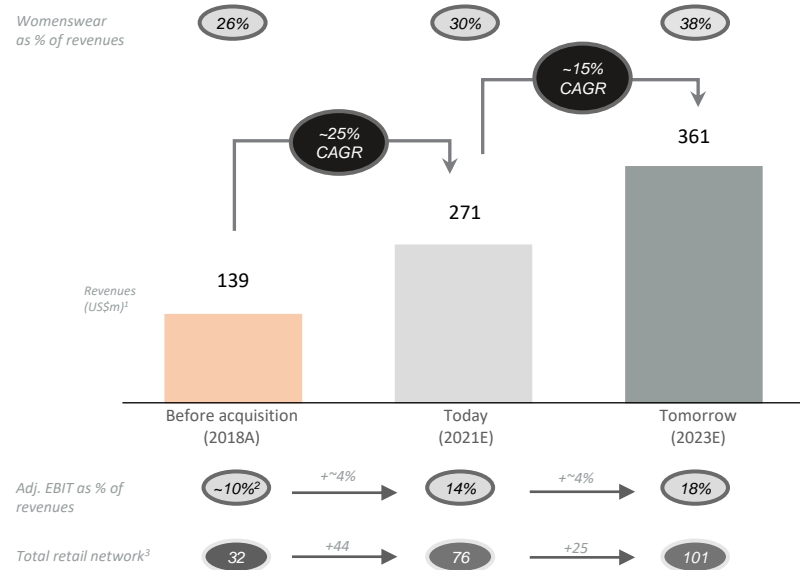 Womenswear
as % of revenues
26%
30%
38%
~15%
CAGR
~25%
CAGR
361
271
139
Revenues
(US$m)¹
Before acquisition
(2018A)
Today
(2021E)
Tomorrow
(2023E)
Adj. EBIT as % of
revenues
~10%²
+~4%
14%
+~4%
18%
Total retail network³
32
+44
76
+25
101